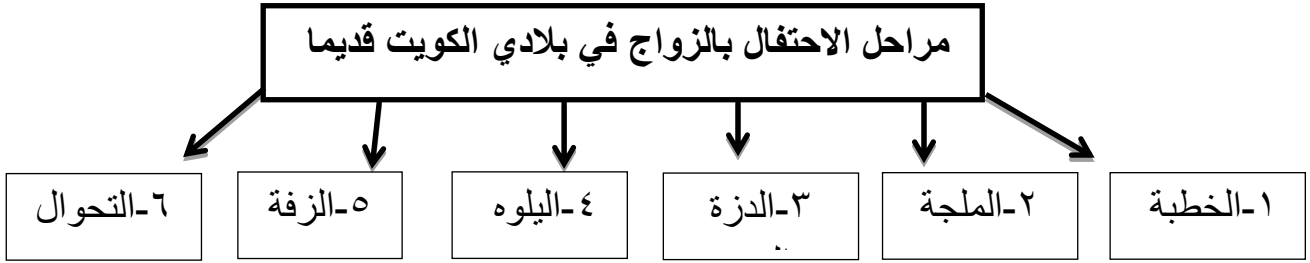 مراحل الاحتفال بالزواج في بلادي الكويت قديما
١-الخطبة
٢-الملجة
٣-الدزة
٤-اليلوه
٥-الزفة
٦-التحوال